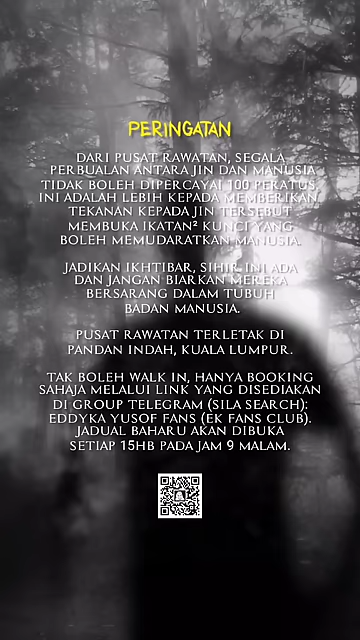 PERINGATAN
DARI PUSAT RAWATAN, SEGALA
PERBUALAN ANTARA JIN DAN MANUSIA
TIDAK BOLEH DIPERCAYAI 100 PERATUS.
INI ADALAH LEBIH KEPADA MEMBERIKAN
TEKANAN KEPADA JIN TERSEBUT
MEMBUKA IKATAN² KUNCI YANG
BOLEH MEMUDARATKAN MANUSIA.
JADIKAN IKHTIBAR, SIHIR INI ADA
DAN JANGAN BIARKAN MEREKA
BERSARANG DALAM TUBUH
BADAN MANUSIA.
PUSAT RAWATAN TERLETAK DI
PANDAN INDAH, KUALA LUMPUR.
TAK BOLEH WALK IN, HANYA BOOKING
SAHAJA MELALUI LINK YANG DISEDIAKAN
DI GROUP TELEGRAM (SILA SEARCH);
EDDYKA YUSOF FANS (EK FANS CLUB).
JADUAL BAHARU AKAN DIBUKA
SETIAP 15HB PADA JAM 9 MALAM.